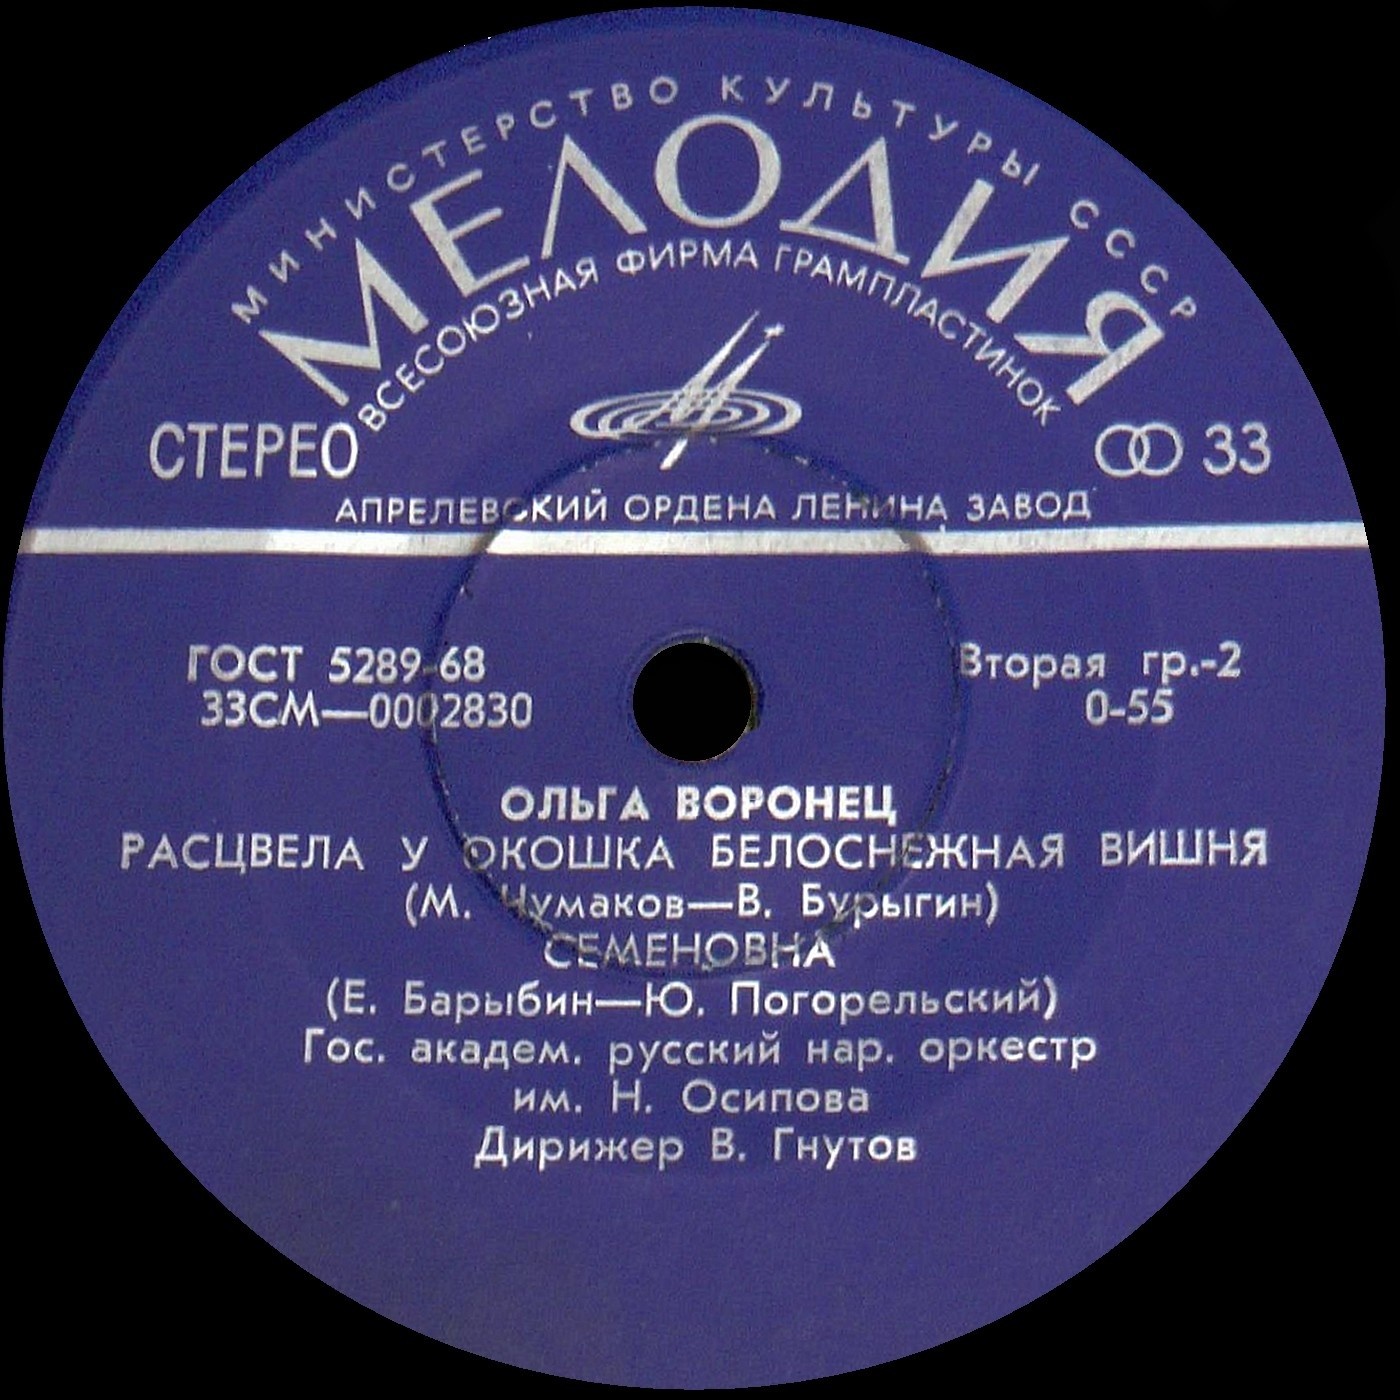 МИНИСТЕРСТВО КУЛЬТУРЫ СССР
МЕЛОДИЯ
ВСЕСОЮЗНАЯ ФИРМА ГРАМПЛАСТИНОК
СТЕРЕО
33
АПРЕЛЕВСКИЙ ОРДЕНА ЛЕНИНА ЗАВОД
ГОСТ 5289-68
Вторая гр.-2
33СМ—0002830
0-55
ОЛЬГА ВОРОНЕЦ
РАСЦВЕЛА У ОКОШКА БЕЛОСНЕЖНАЯ ВИШНЯ
(М. Чумаков—В. Бурыгин)
СЕМЕНОВНА
(Е. Барыбин—Ю. Погорельский)
Гос. академ. русский нар. оркестр
им. Н. Осипова
Дирижер В. Гнутов